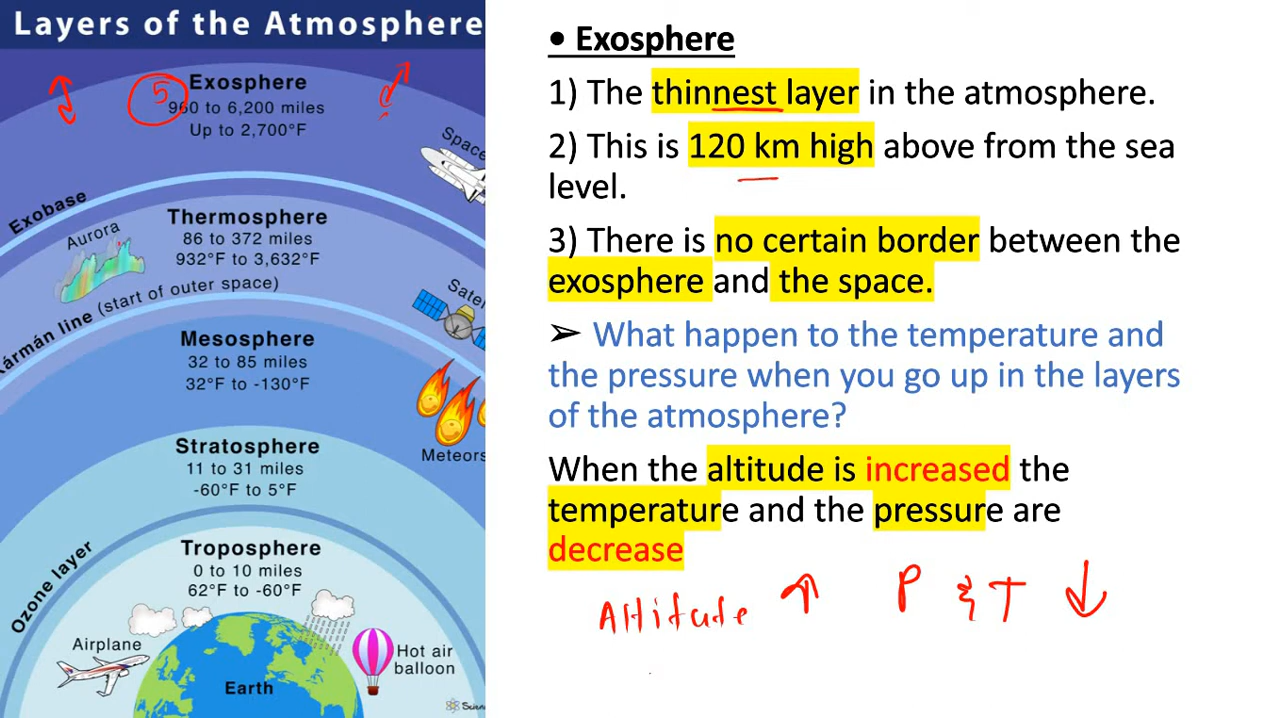 Layers of the Atmosphere
5
Exosphere
960 to 6,200 miles
Up to 2,700°F
Space
Exobase
Thermosphere
86 to 372 miles
932°F to 3,632°F
Aurora
(start of outer space)
Kármán line
Satel
Mesosphere
32 to 85 miles
32°F to -130°F
Meteors
Stratosphere
11 to 31 miles
-60°F to 5°F
Ozone layer
Troposphere
0 to 10 miles
62°F to -60°F
Airplane
Hot air
balloon
Earth
• Exosphere
1) The thinnest layer in the atmosphere.
2) This is 120 km high above from the sea
level.
3) There is no certain border between the
exosphere and the space.
➢ What happen to the temperature and
the pressure when you go up in the layers
of the atmosphere?
When the altitude is increased the
temperature and the pressure are
decrease
Altitude ↑ P & T ↓